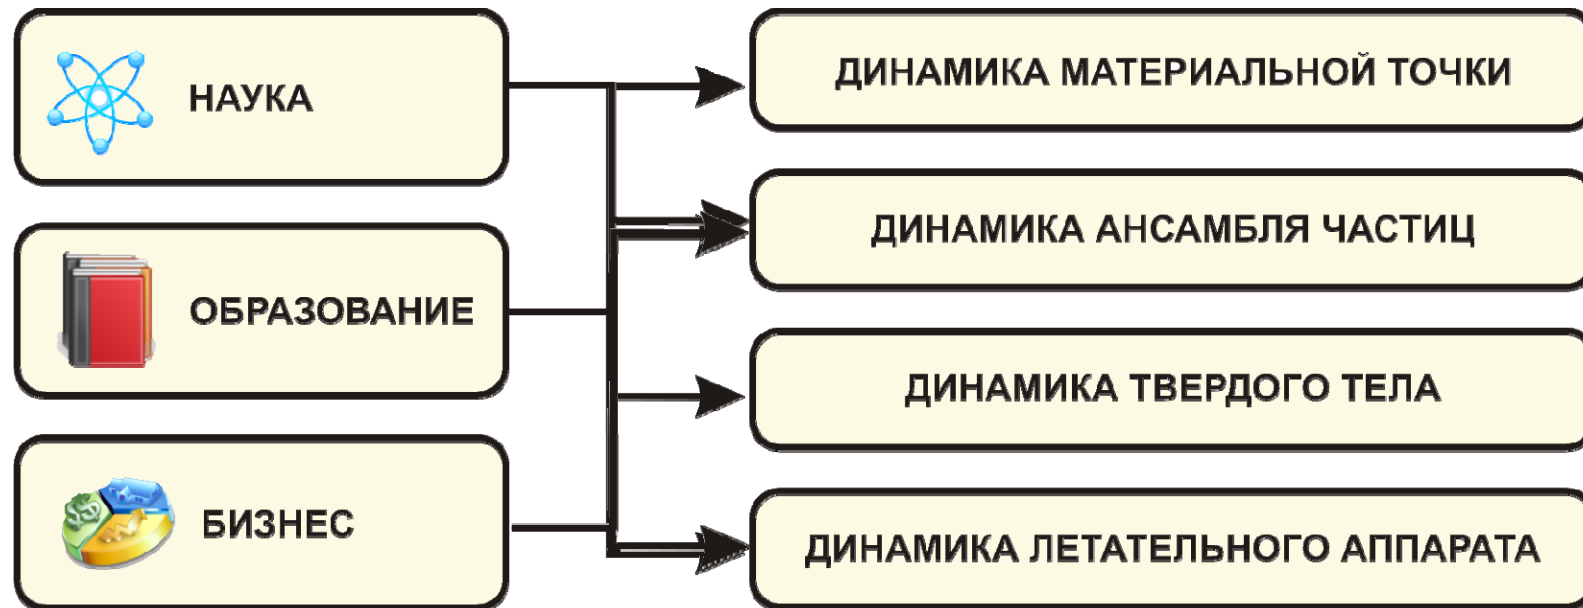 НАУКА
ОБРАЗОВАНИЕ
БИЗНЕС
ДИНАМИКА МАТЕРИАЛЬНОЙ ТОЧКИ
ДИНАМИКА АНСАМБЛЯ ЧАСТИЦ
ДИНАМИКА ТВЕРДОГО ТЕЛА
ДИНАМИКА ЛЕТАТЕЛЬНОГО АППАРАТА